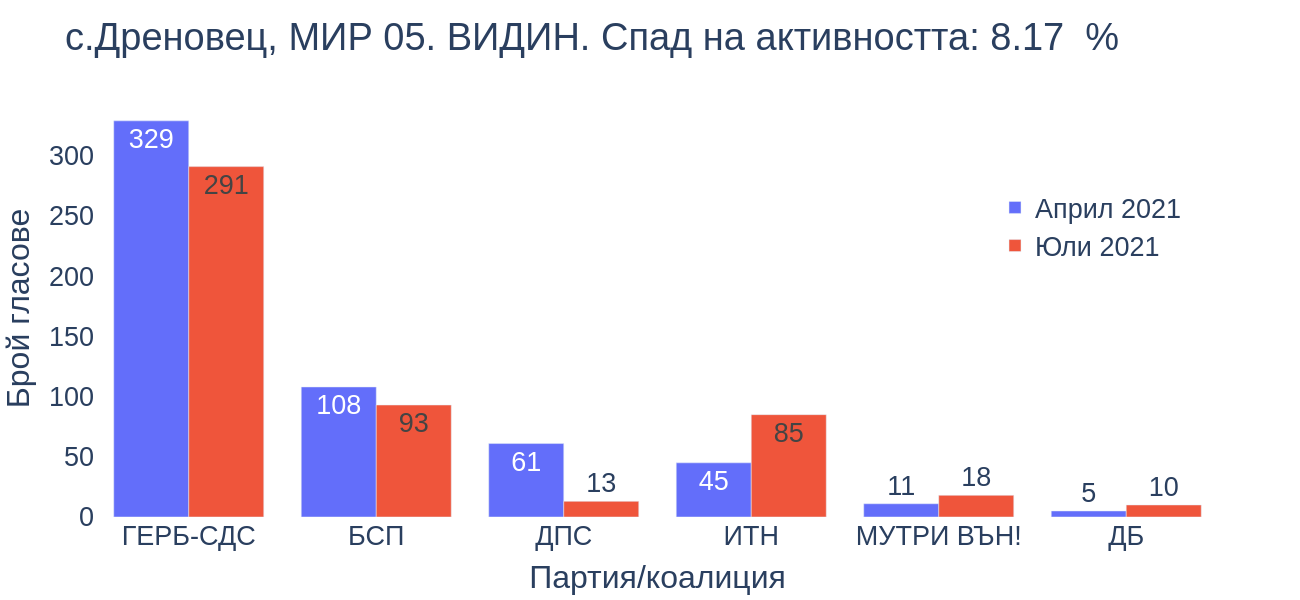 с.Дреновец, МИР 05. ВИДИН. Спад на активността: 8.17  %
Брой гласове
300
250
200
150
100
50
0
329
291
108
93
61
13
45
85
11
18
5
10
Април 2021
Юли 2021
ГЕРБ-СДС
БСП
ДПС
ИТН
МУТРИ ВЪН!
ДБ
Партия/коалиция